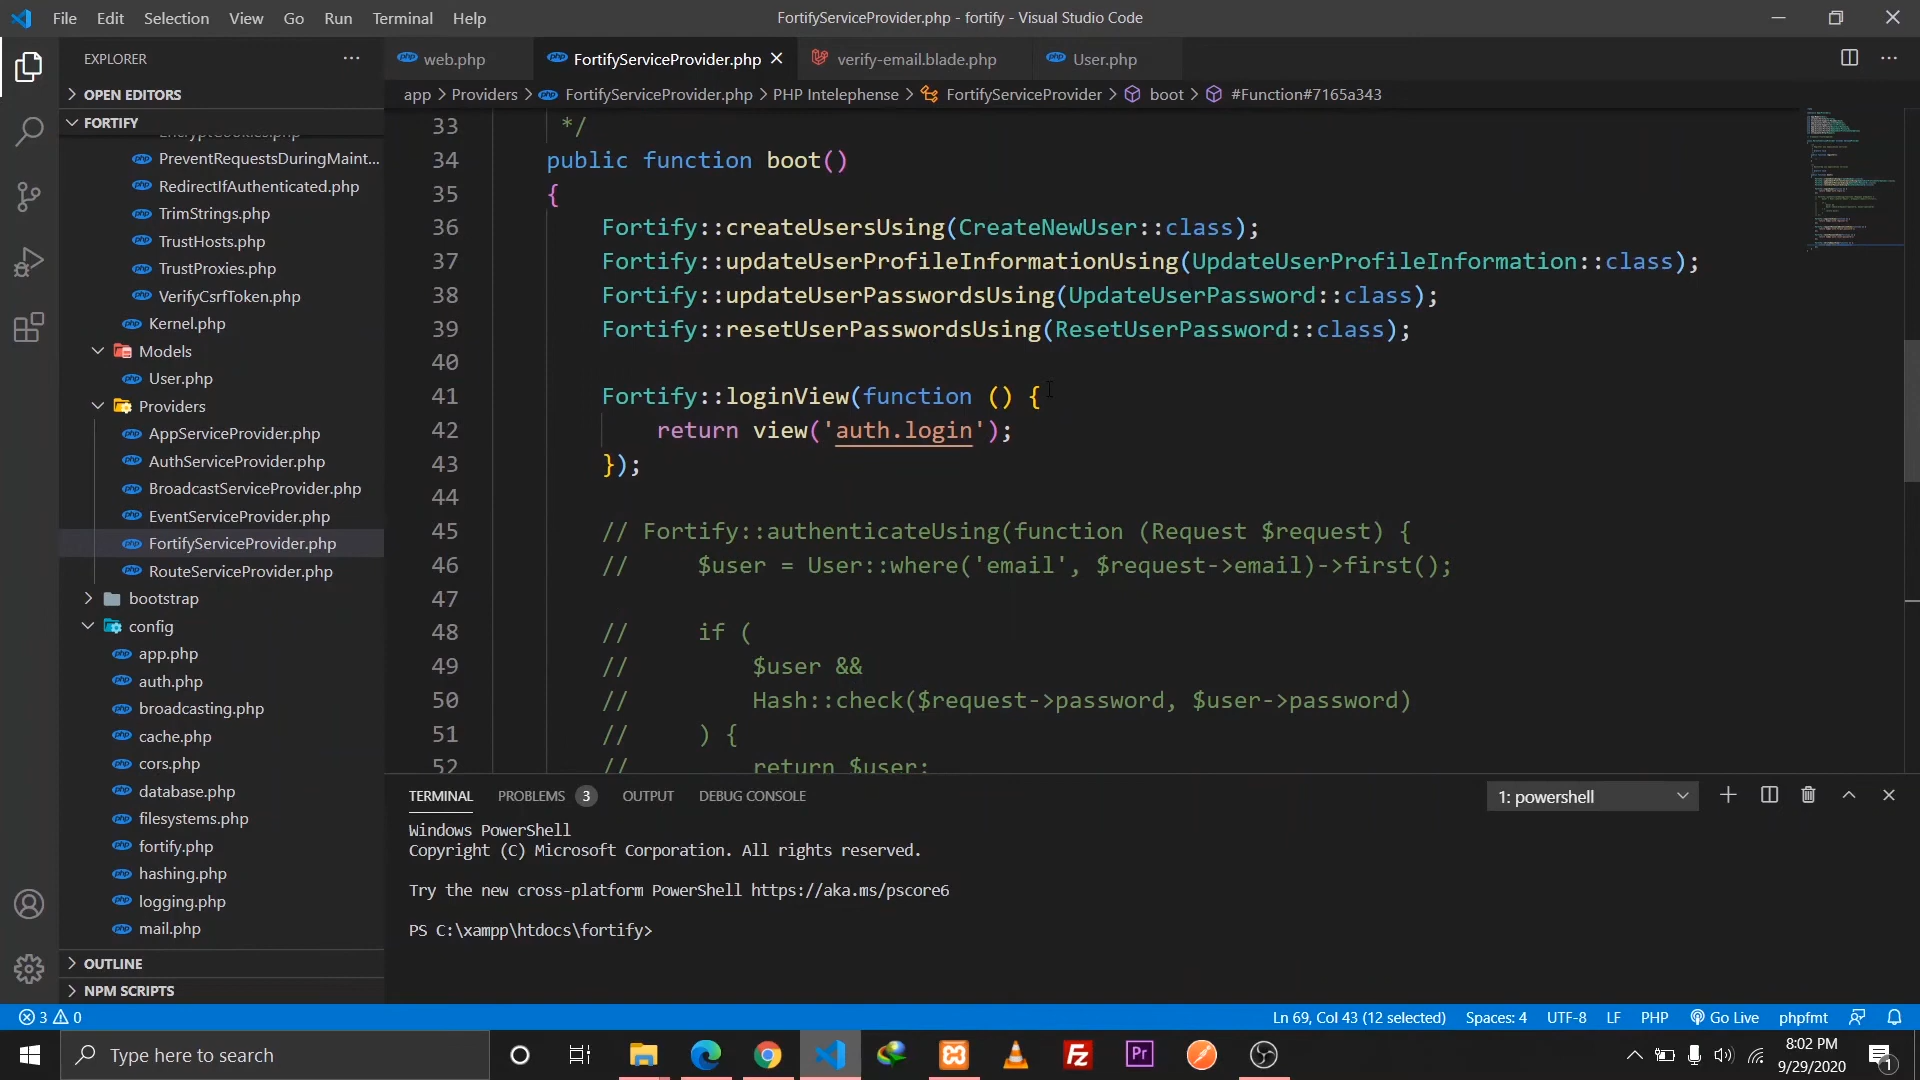 File Edit Selection View Go Run Terminal Help
FortifyServiceProvider.php - fortify - Visual Studio Code
EXPLORER
OPEN EDITORS
FORTIFY
EncryptCookies.php
PreventRequestsDuringMaint...
RedirectIfAuthenticated.php
TrimStrings.php
TrustHosts.php
TrustProxies.php
VerifyCsrfToken.php
Kernel.php
Models
User.php
Providers
AppServiceProvider.php
AuthServiceProvider.php
BroadcastServiceProvider.php
EventServiceProvider.php
FortifyServiceProvider.php
RouteServiceProvider.php
bootstrap
config
app.php
auth.php
broadcasting.php
cache.php
cors.php
database.php
filesystems.php
fortify.php
hashing.php
logging.php
mail.php
OUTLINE
NPM SCRIPTS
web.php
FortifyServiceProvider.php
verify-email.blade.php
User.php
app > Providers > FortifyServiceProvider.php > PHP Intelephense > FortifyServiceProvider > boot > #Function#7165a343
33 */
34 public function boot()
35 {
36 Fortify::createUsersUsing(CreateNewUser::class);
37 Fortify::updateUserProfileInformationUsing(UpdateUserProfileInformation::class);
38 Fortify::updateUserPasswordsUsing(UpdateUserPassword::class);
39 Fortify::resetUserPasswordsUsing(ResetUserPassword::class);
40
41 Fortify::loginView(function () {
42 return view('auth.login');
43 });
44
45 // Fortify::authenticateUsing(function (Request $request) {
46 // $user = User::where('email', $request->email)->first();
47
48 // if (
49 // $user &&
50 // Hash::check($request->password, $user->password)
51 // ) {
52 // return $user;
TERMINAL PROBLEMS 3 OUTPUT DEBUG CONSOLE
1: powershell
Windows PowerShell
Copyright (C) Microsoft Corporation. All rights reserved.
Try the new cross-platform PowerShell https://aka.ms/pscore6
PS C:\xampp\htdocs\fortify>
3 0
Ln 69, Col 43 (12 selected) Spaces: 4 UTF-8 LF PHP Go Live phpfmt
Type here to search
Pr
Fz
8:02 PM
9/29/2020
1